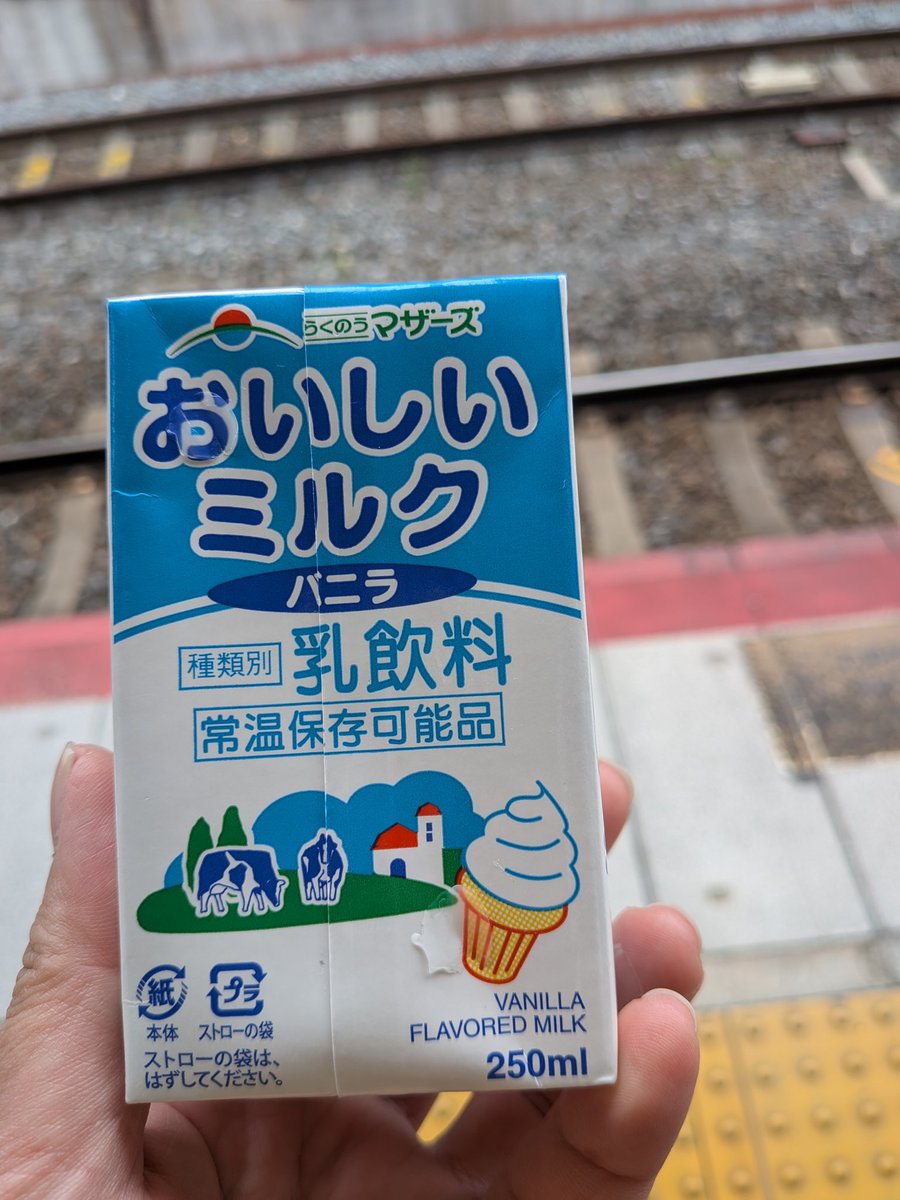 らくのうマザーズ
おいしい
ミルク
バニラ
種類別 乳飲料
常温保存可能品
紙 プラ
本体 ストローの袋
ストローの袋は、
はずしてください。
VANILLA
FLAVORED MILK
250ml